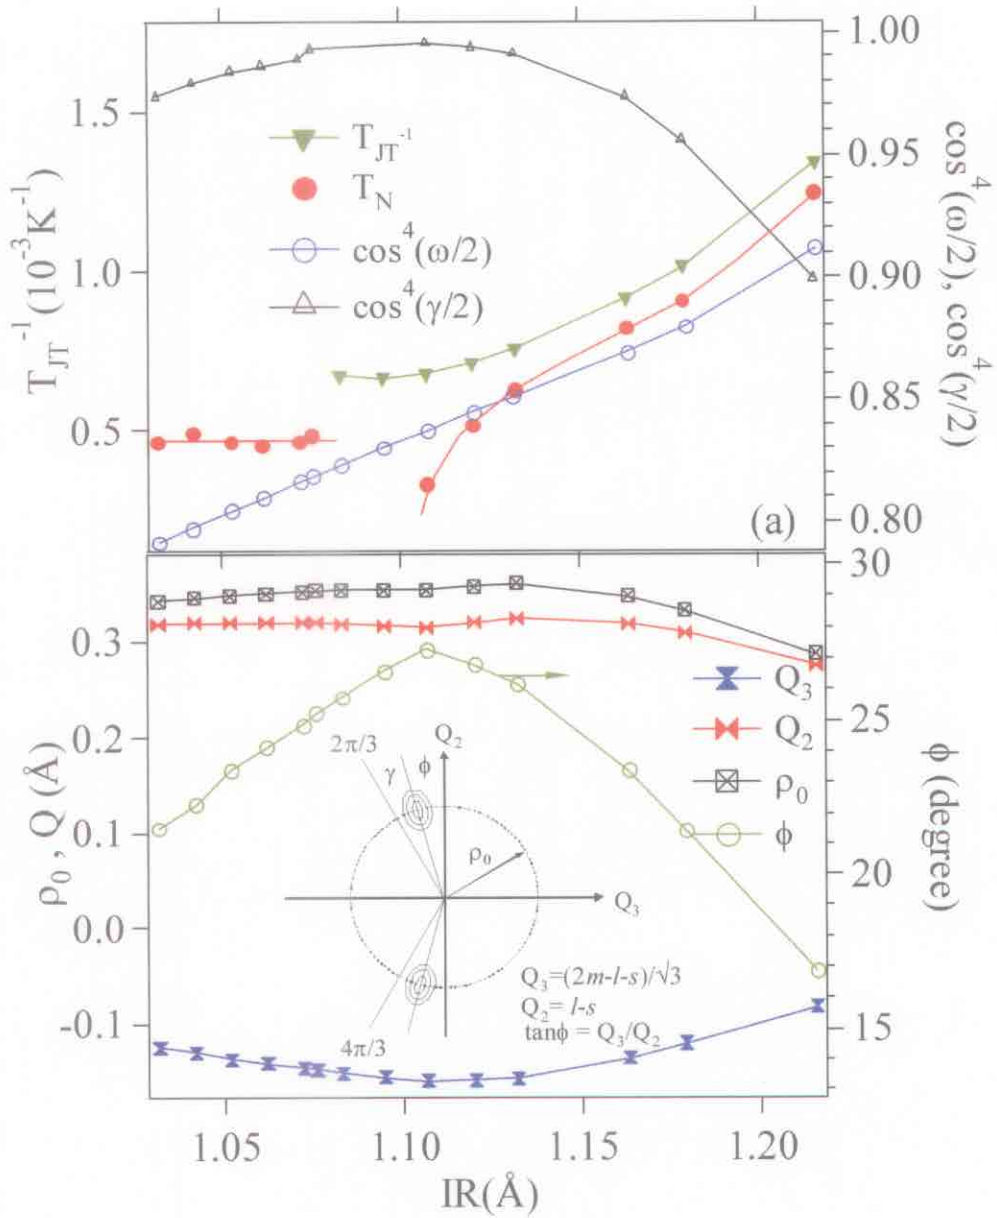 1.00
0.95
0.90
0.85
0.80
1.5
1.0
0.5
T_JT^-1 (10^-3 K^-1)
cos^4(ω/2), cos^4(γ/2)
T_JT^-1
T_N
cos^4(ω/2)
cos^4(γ/2)
(a)
30
25
20
15
0.3
0.2
0.1
0.0
-0.1
ρ_0, Q (Å)
ϕ (degree)
Q_3
Q_2
ρ_0
ϕ
2π/3
γ
ϕ
Q_2
ρ_0
Q_3
4π/3
Q_3=(2m-l-s)/√3
Q_2= l-s
tanϕ = Q_3/Q_2
1.05
1.10
1.15
1.20
IR(Å)